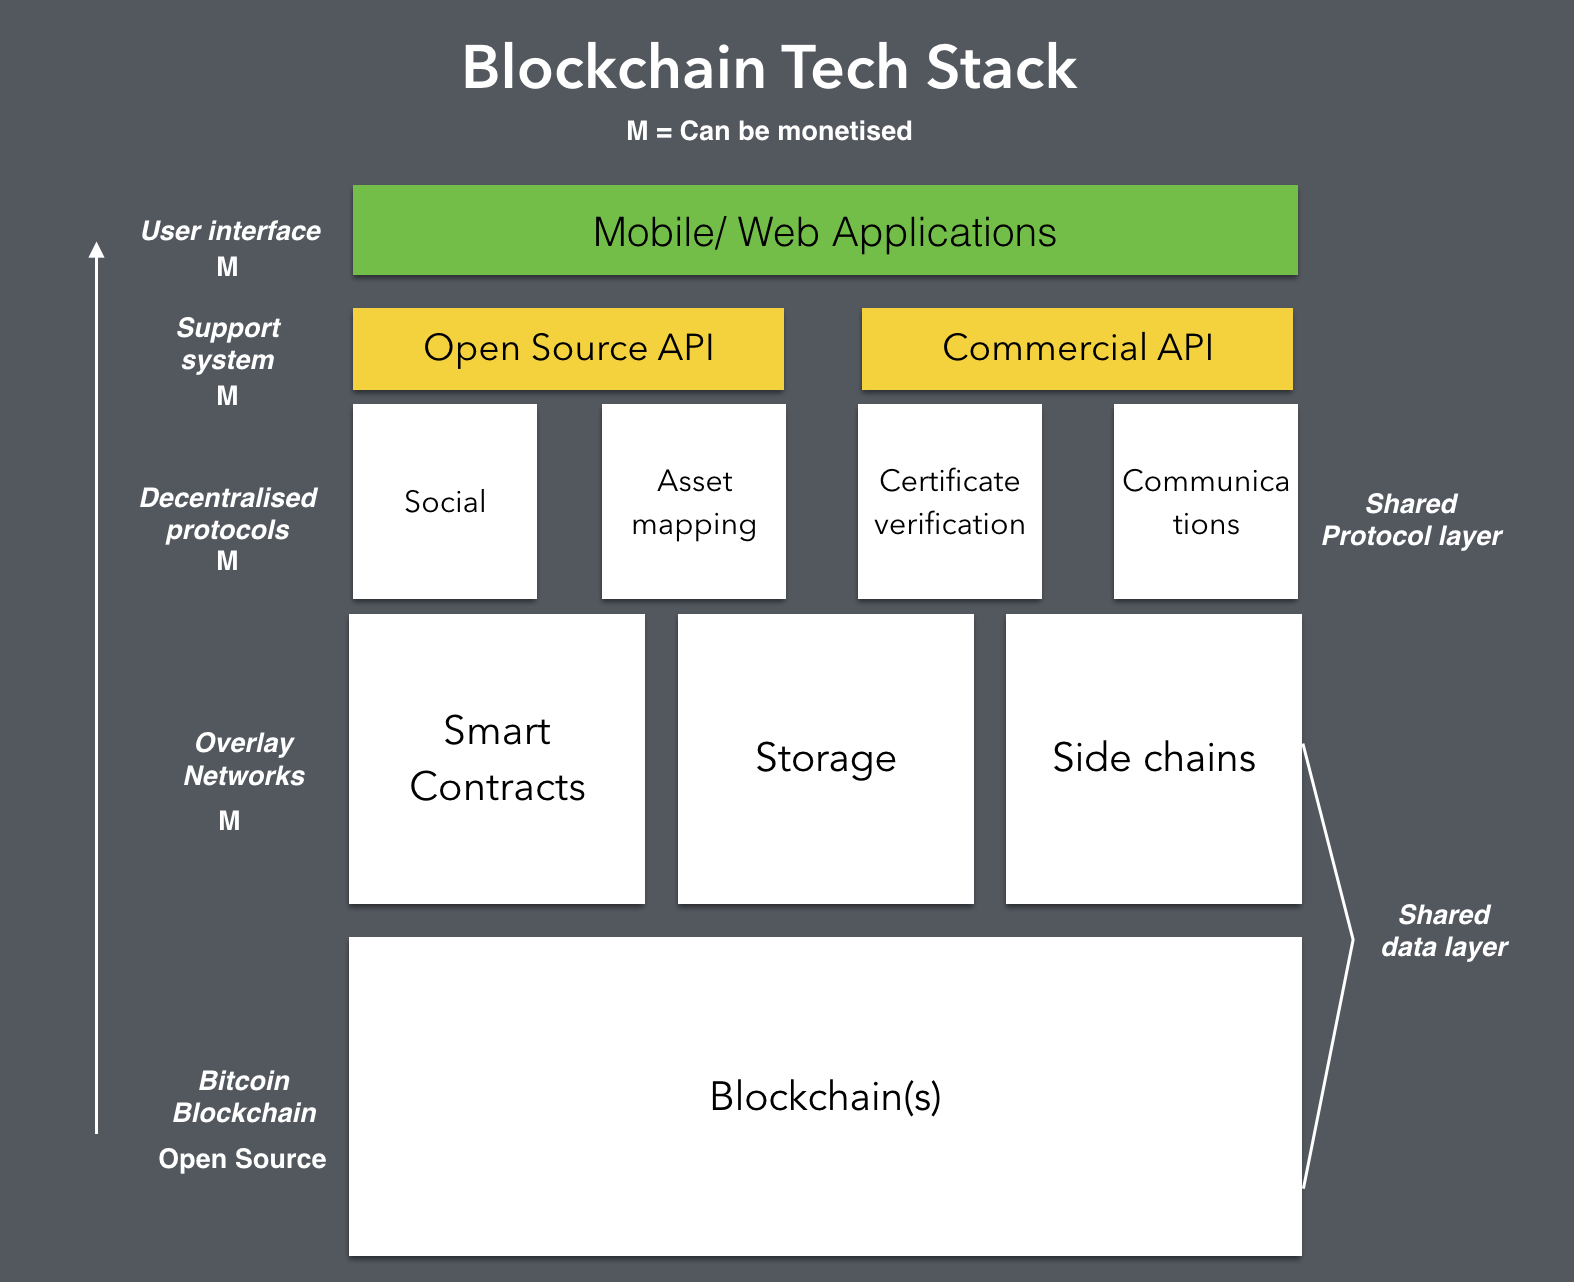 Blockchain Tech Stack
M = Can be monetised
User interface
M
Mobile/ Web Applications
Support
system
M
Open Source API
Commercial API
Decentralised
protocols
M
Social
Asset
mapping
Certificate
verification
Communica
tions
Shared
Protocol layer
Overlay
Networks
M
Smart
Contracts
Storage
Side chains
Shared
data layer
Bitcoin
Blockchain
Open Source
Blockchain(s)